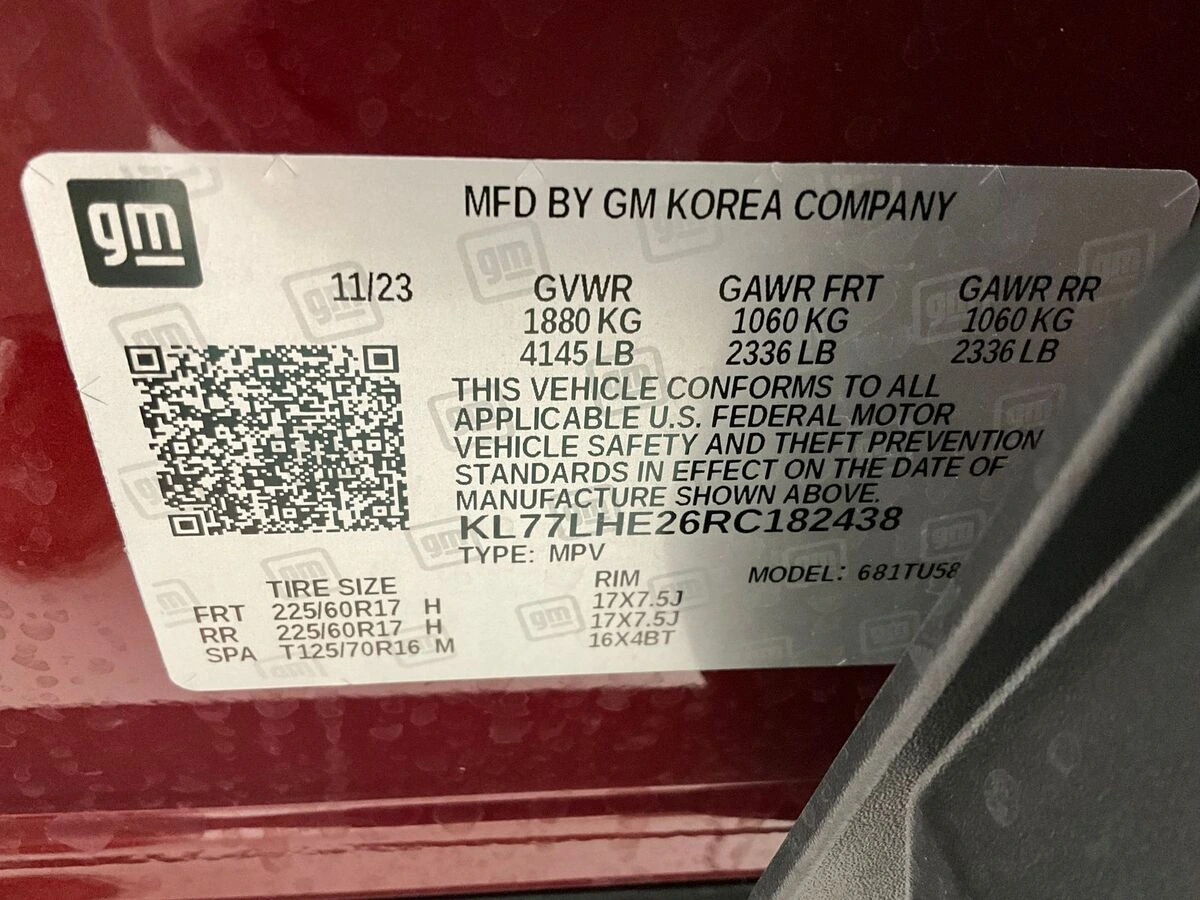 gm
MFD BY GM KOREA COMPANY
11/23 GVWR GAWR FRT GAWR RR
1880 KG 1060 KG 1060 KG
4145 LB 2336 LB 2336 LB
THIS VEHICLE CONFORMS TO ALL
APPLICABLE U.S. FEDERAL MOTOR
VEHICLE SAFETY AND THEFT PREVENTION
STANDARDS IN EFFECT ON THE DATE OF
MANUFACTURE SHOWN ABOVE.
KL77LHE26RC182438
TYPE: MPV
MODEL: 681TU58
TIRE SIZE RIM
FRT 225/60R17 H 17X7.5J
RR 225/60R17 H 17X7.5J
SPA T125/70R16 M 16X4BT